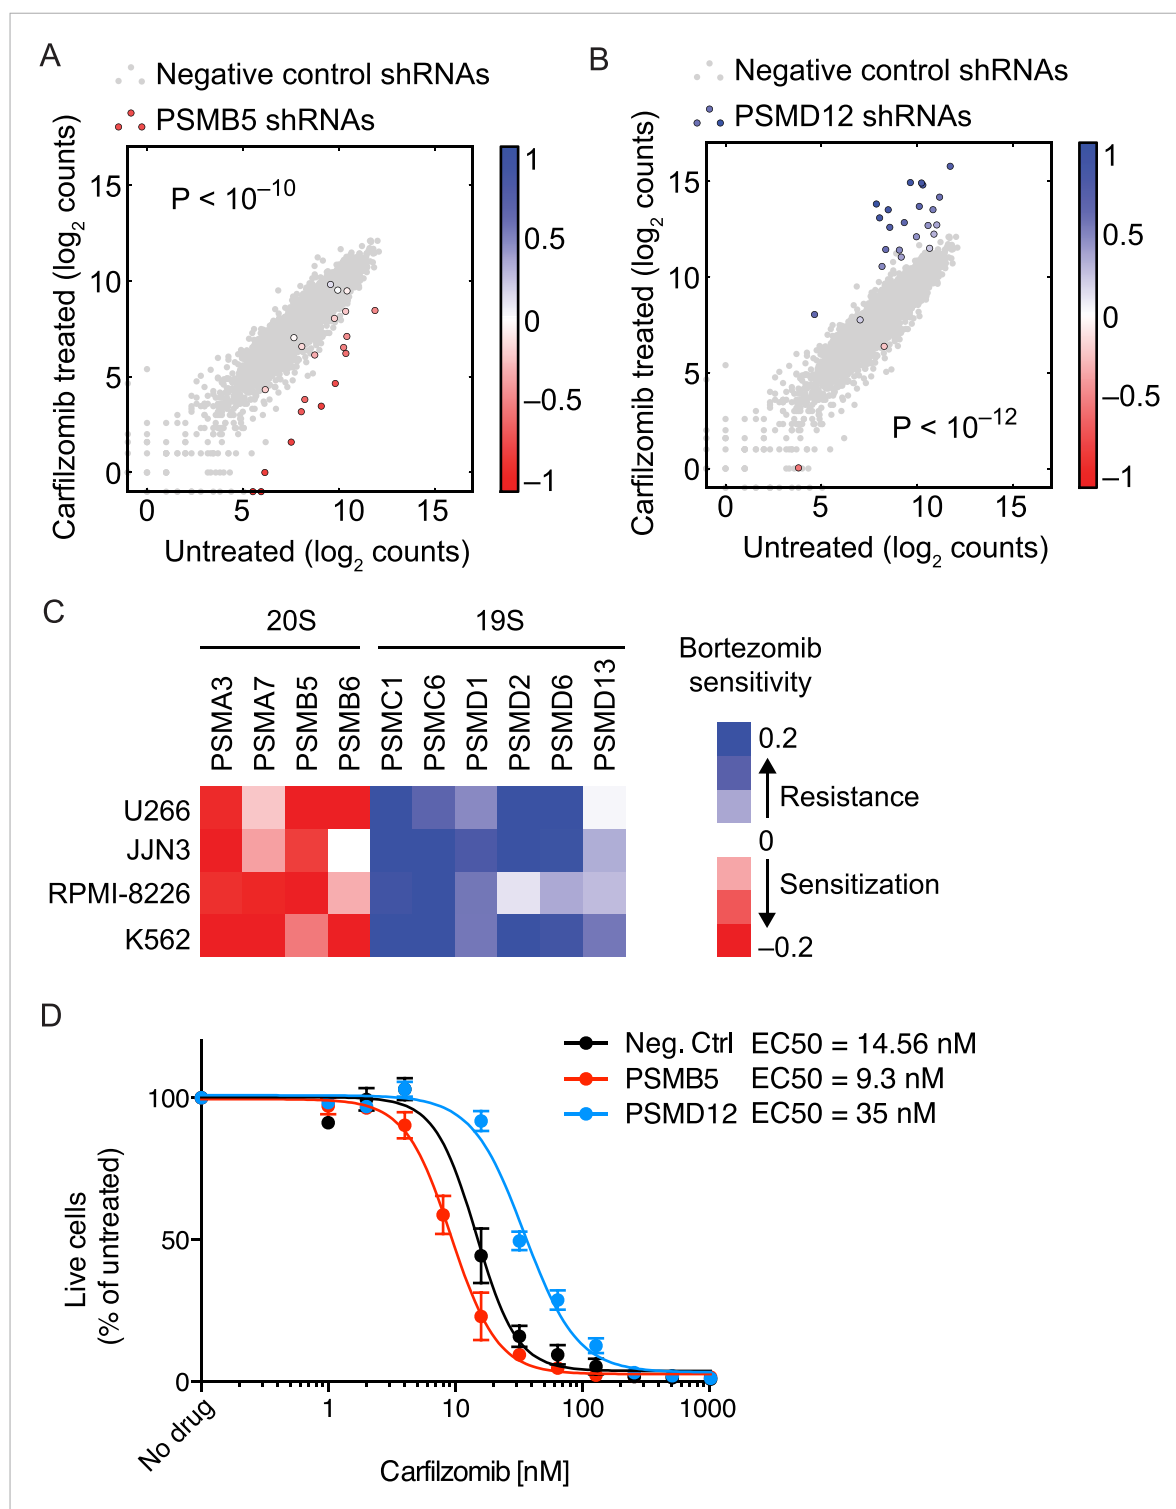 A
Negative control shRNAs
PSMB5 shRNAs
P < 10⁻¹⁰
Carfilzomib treated (log₂ counts)
15
10
5
0
0
5
10
15
Untreated (log₂ counts)
1
0.5
0
–0.5
–1
B
Negative control shRNAs
PSMD12 shRNAs
P < 10⁻¹²
Carfilzomib treated (log₂ counts)
15
10
5
0
0
5
10
15
Untreated (log₂ counts)
1
0.5
0
–0.5
–1
C
20S
19S
PSMA3
PSMA7
PSMB5
PSMB6
PSMC1
PSMC6
PSMD1
PSMD2
PSMD6
PSMD13
U266
JJN3
RPMI-8226
K562
Bortezomib
sensitivity
0.2
Resistance
0
Sensitization
–0.2
D
Neg. Ctrl EC50 = 14.56 nM
PSMB5 EC50 = 9.3 nM
PSMD12 EC50 = 35 nM
Live cells
(% of untreated)
100
50
0
No drug
1
10
100
1000
Carfilzomib [nM]